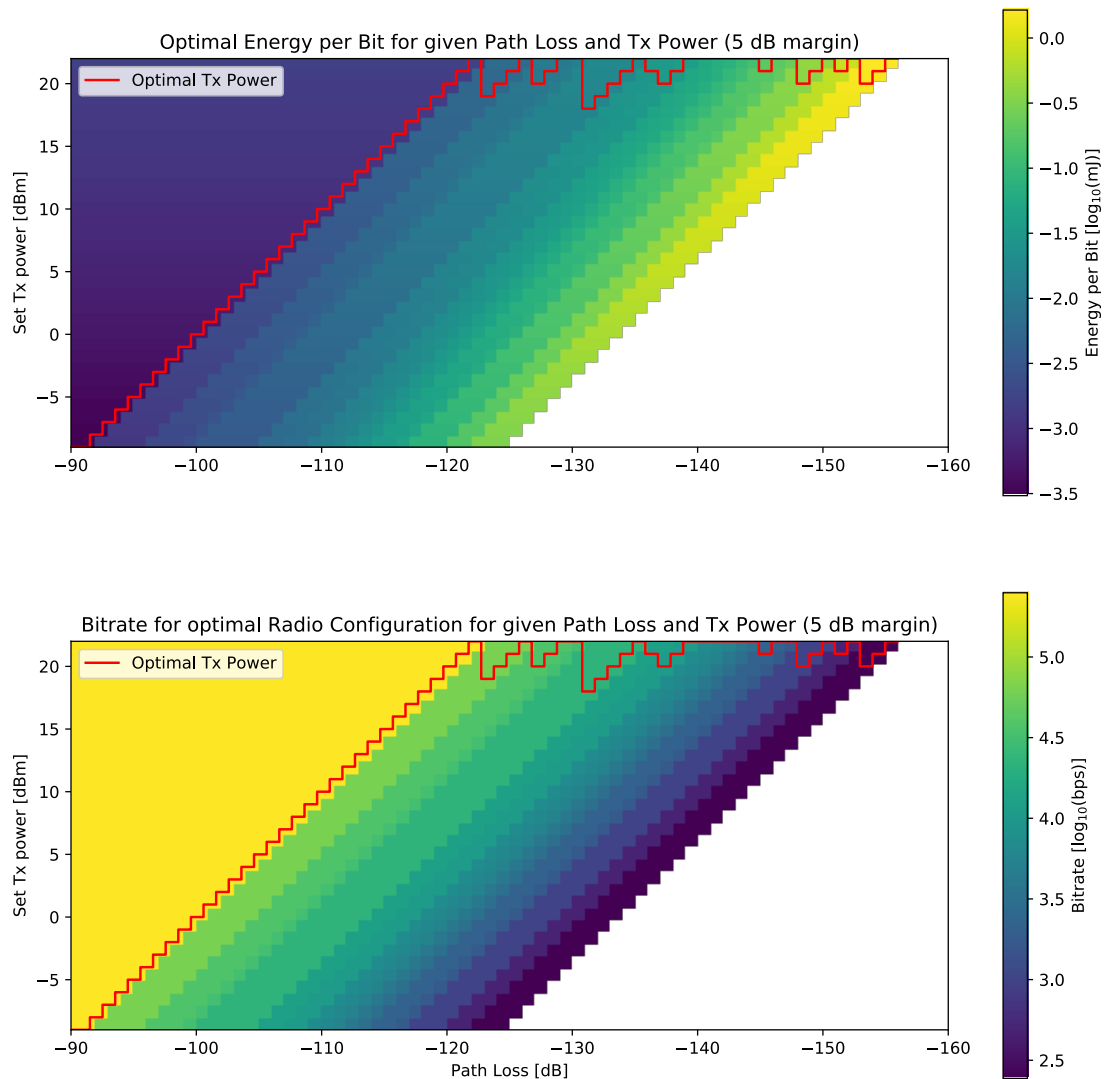 Optimal Energy per Bit for given Path Loss and Tx Power (5 dB margin)
Optimal Tx Power
Set Tx power [dBm]
20
15
10
5
0
−5
−90 −100 −110 −120 −130 −140 −150 −160
0.0
−0.5
−1.0
−1.5
−2.0
−2.5
−3.0
−3.5
Energy per Bit [log10(mJ)]
Bitrate for optimal Radio Configuration for given Path Loss and Tx Power (5 dB margin)
Optimal Tx Power
Set Tx power [dBm]
20
15
10
5
0
−5
−90 −100 −110 −120 −130 −140 −150 −160
Path Loss [dB]
5.0
4.5
4.0
3.5
3.0
2.5
Bitrate [log10(bps)]